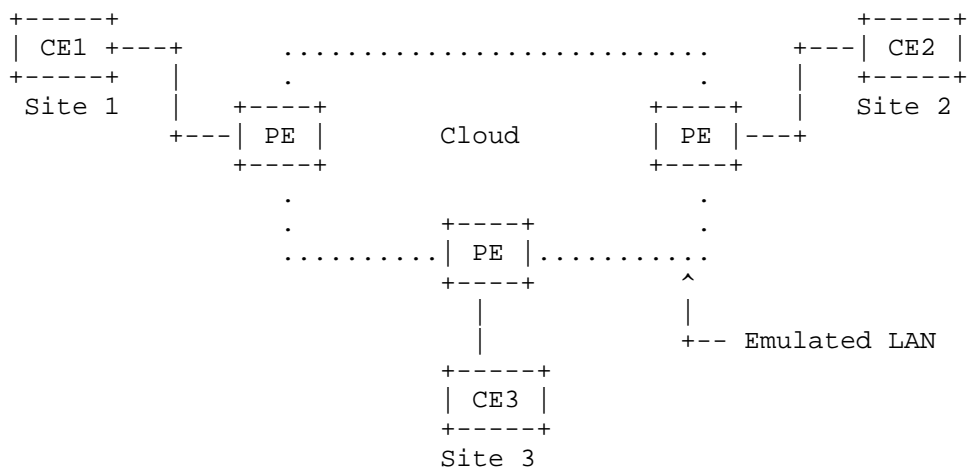 +-----+                                              +-----+
| CE1 +---+      ...........................     +---| CE2 |
+-----+   |      .                         .     |   +-----+
 Site 1   |   +----+                    +----+   |   Site 2
          +---| PE |       Cloud        | PE |---+
              +----+                    +----+
                 .                         .
                 .         +----+          .
                 ..........| PE |...........
                           +----+         ^
                             |            |
                             |            +-- Emulated LAN
                           +-----+
                           | CE3 |
                           +-----+
                           Site 3